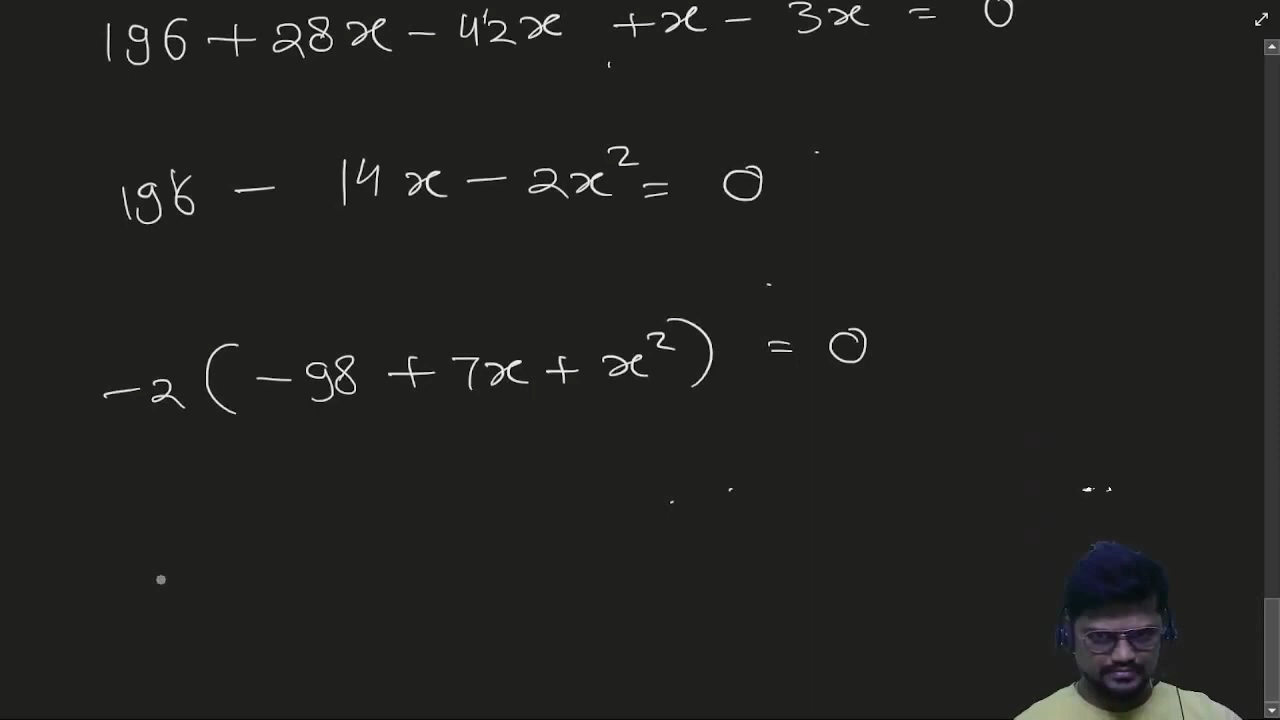 196 + 28x - 42x + x - 3x = 0
196 - 14x - 2x² = 0
-2 ( -98 + 7x + x² ) = 0